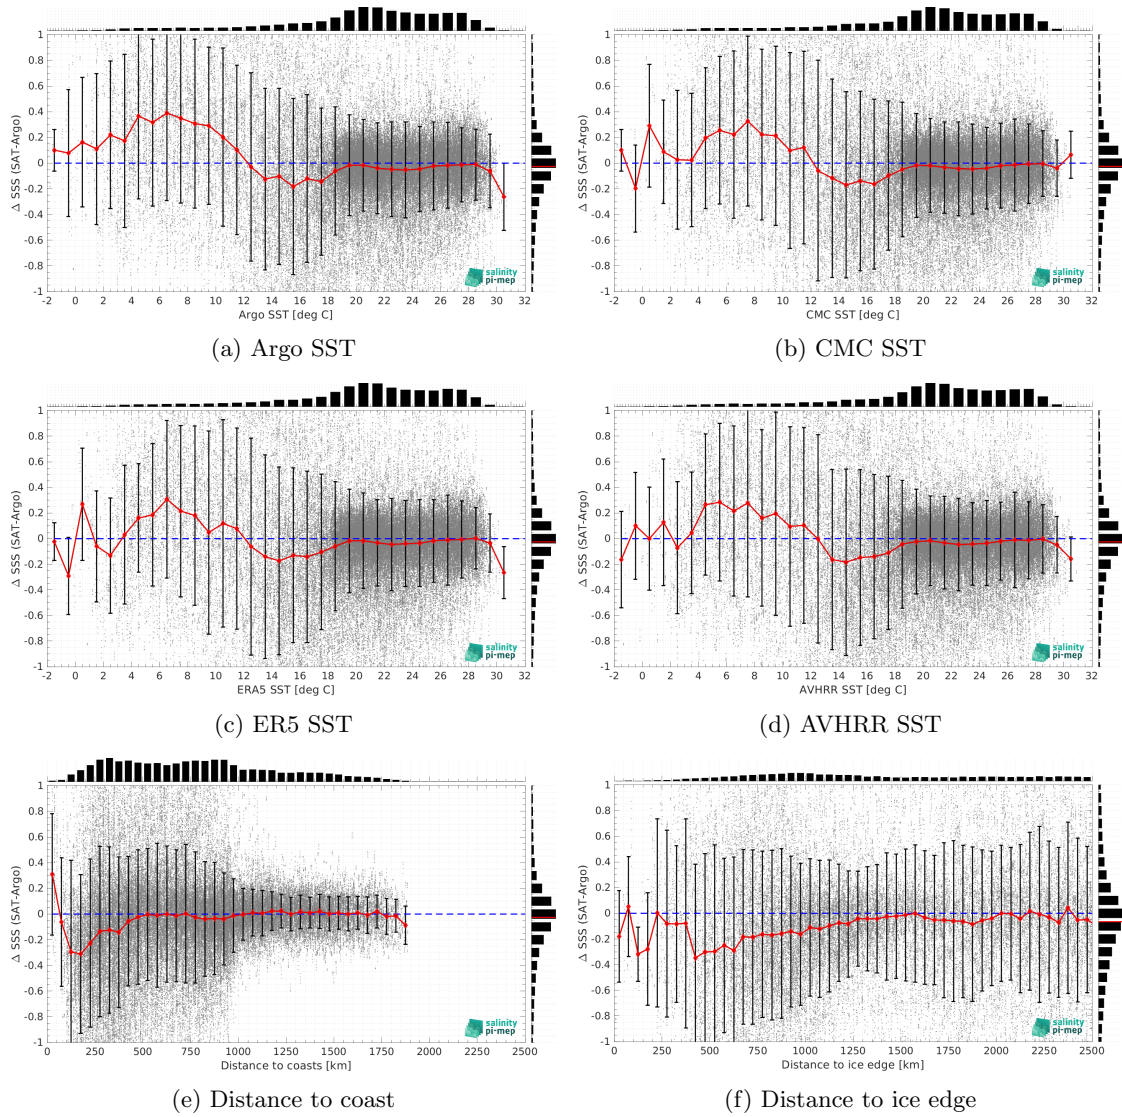 1
0.8
0.6
0.4
0.2
0
-0.2
-0.4
-0.6
-0.8
-1
Δ SSS (SAT-Argo)
-2 0 2 4 6 8 10 12 14 16 18 20 22 24 26 28 30 32
Argo SST [deg C]
salinity
pi-mep
(a) Argo SST
1
0.8
0.6
0.4
0.2
0
-0.2
-0.4
-0.6
-0.8
-1
Δ SSS (SAT-Argo)
-2 0 2 4 6 8 10 12 14 16 18 20 22 24 26 28 30 32
CMC SST [deg C]
salinity
pi-mep
(b) CMC SST
1
0.8
0.6
0.4
0.2
0
-0.2
-0.4
-0.6
-0.8
-1
Δ SSS (SAT-Argo)
-2 0 2 4 6 8 10 12 14 16 18 20 22 24 26 28 30 32
ERA5 SST [deg C]
salinity
pi-mep
(c) ER5 SST
1
0.8
0.6
0.4
0.2
0
-0.2
-0.4
-0.6
-0.8
-1
Δ SSS (SAT-Argo)
-2 0 2 4 6 8 10 12 14 16 18 20 22 24 26 28 30 32
AVHRR SST [deg C]
salinity
pi-mep
(d) AVHRR SST
1
0.8
0.6
0.4
0.2
0
-0.2
-0.4
-0.6
-0.8
-1
Δ SSS (SAT-Argo)
0 250 500 750 1000 1250 1500 1750 2000 2250 2500
Distance to coasts [km]
salinity
pi-mep
(e) Distance to coast
1
0.8
0.6
0.4
0.2
0
-0.2
-0.4
-0.6
-0.8
-1
Δ SSS (SAT-Argo)
0 250 500 750 1000 1250 1500 1750 2000 2250 2500
Distance to ice edge [km]
salinity
pi-mep
(f) Distance to ice edge